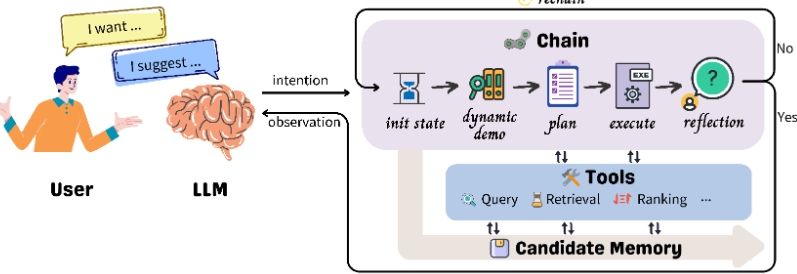 rechain
I want ...
I suggest ...
Chain
No
intention
EXE
?
observation
init state
dynamic
demo
plan
execute
reflection
Yes
User
LLM
Tools
Query
Retrieval
Ranking
...
Candidate Memory